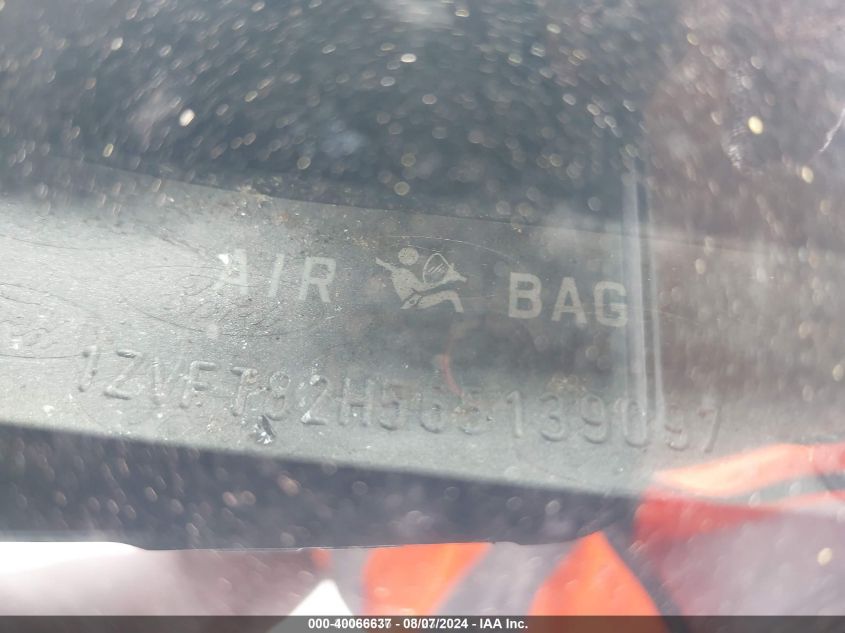 AIR BAG
1ZVFT82H565139097
000-40066637 - 08/07/2024 - IAA Inc.